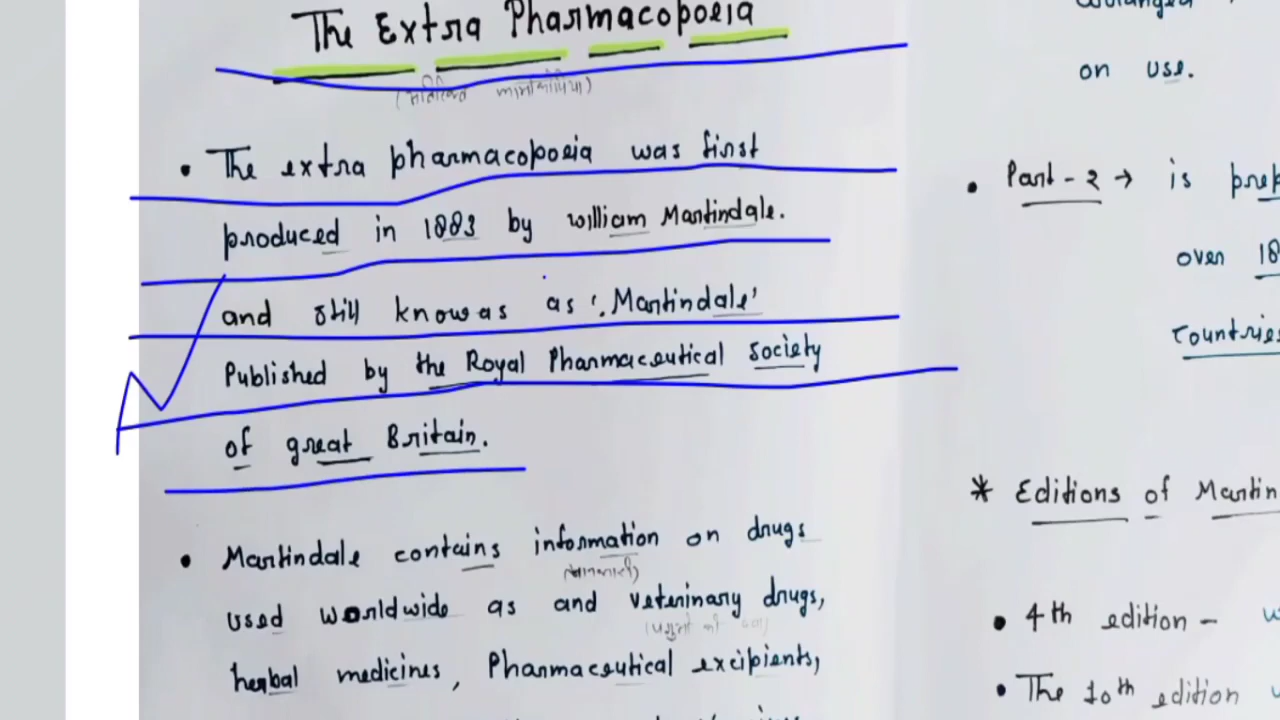 The Extra Pharmacopoeia
• The extra pharmacopoeia was first
produced in 1883 by william Martindale.
and still knowas as 'Martindale'
Published by the Royal Pharmaceutical society
of great Britain.
• Martindale contains information on drugs
used worldwide as and veterinary drugs,
herbal medicines, Pharmaceutical excipients,
on use.
• Part - 2 → is
over 18
countries
* Editions of
• 4th edition -
• The 10th edition